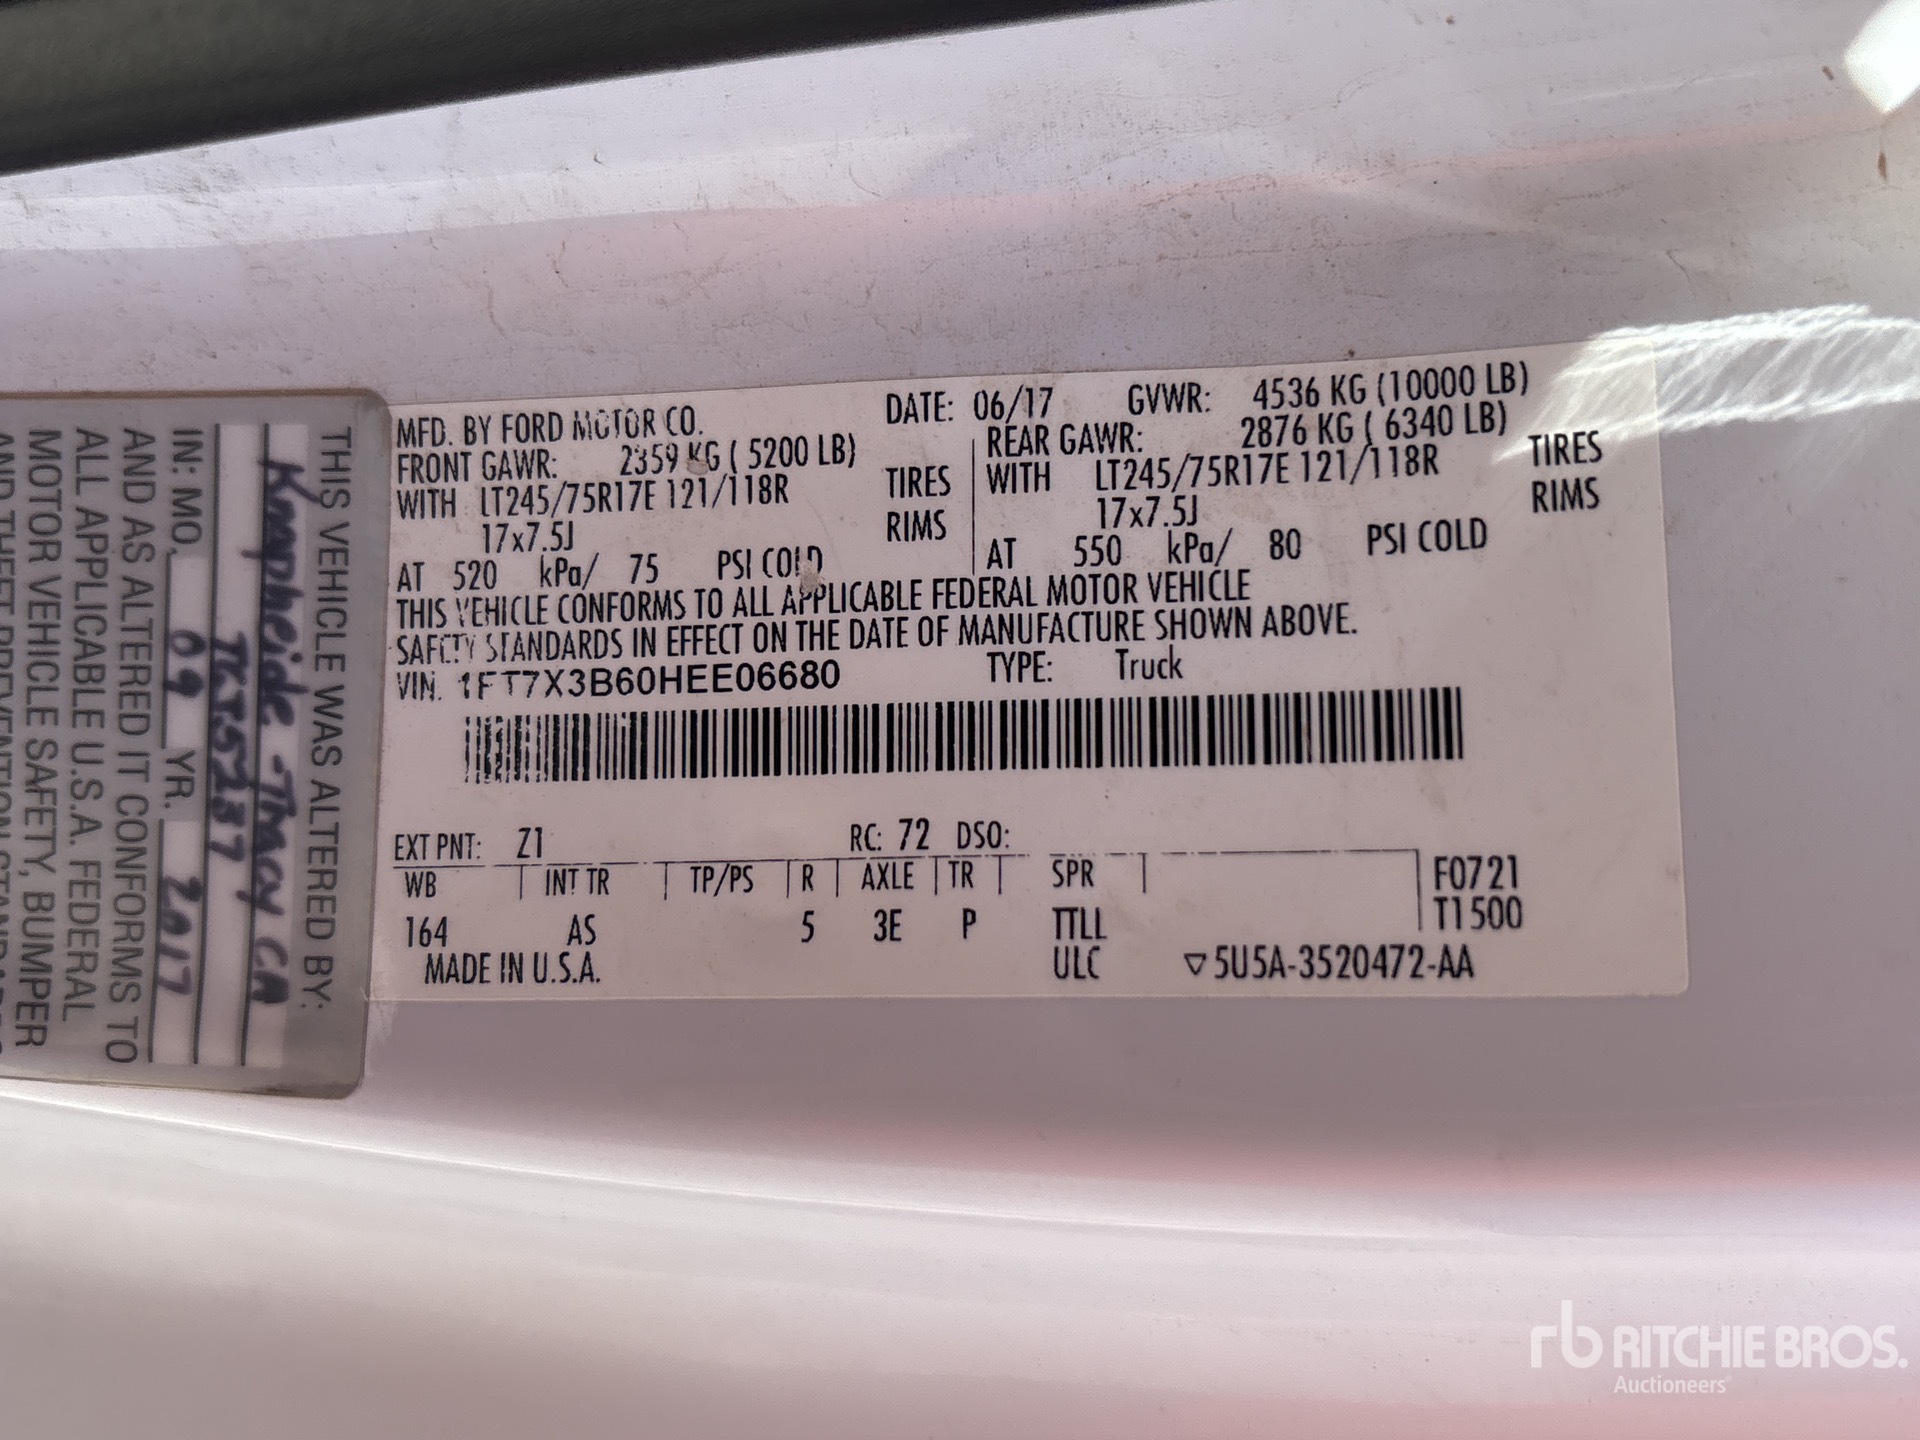 MFD. BY FORD MOTOR CO. DATE: 06/17 GVWR: 4536 KG (10000 LB)
FRONT GAWR: 2359 KG ( 5200 LB) REAR GAWR: 2876 KG ( 6340 LB)
WITH LT245/75R17E 121/118R TIRES WITH LT245/75R17E 121/118R TIRES
17x7.5J RIMS 17x7.5J RIMS
AT 520 kPa/ 75 PSI COLD AT 550 kPa/ 80 PSI COLD
THIS VEHICLE CONFORMS TO ALL APPLICABLE FEDERAL MOTOR VEHICLE
SAFETY STANDARDS IN EFFECT ON THE DATE OF MANUFACTURE SHOWN ABOVE.
VIN. 1FT7X3B60HEE06680 TYPE: Truck
EXT PNT: Z1 RC: 72 DSO:
WB INT TR TP/PS R AXLE TR SPR F0721
164 AS 5 3E P TTLL T1500
MADE IN U.S.A. ULC ▽5U5A-3520472-AA
THIS VEHICLE WAS ALTERED BY:
Knapheide - Tracy CA
IN: MO. 09 YR. 2017
AND AS ALTERED IT CONFORMS TO
ALL APPLICABLE U.S.A. FEDERAL
MOTOR VEHICLE SAFETY, BUMPER
AND THEFT PREVENTION
rb RITCHIE BROS.
Auctioneers